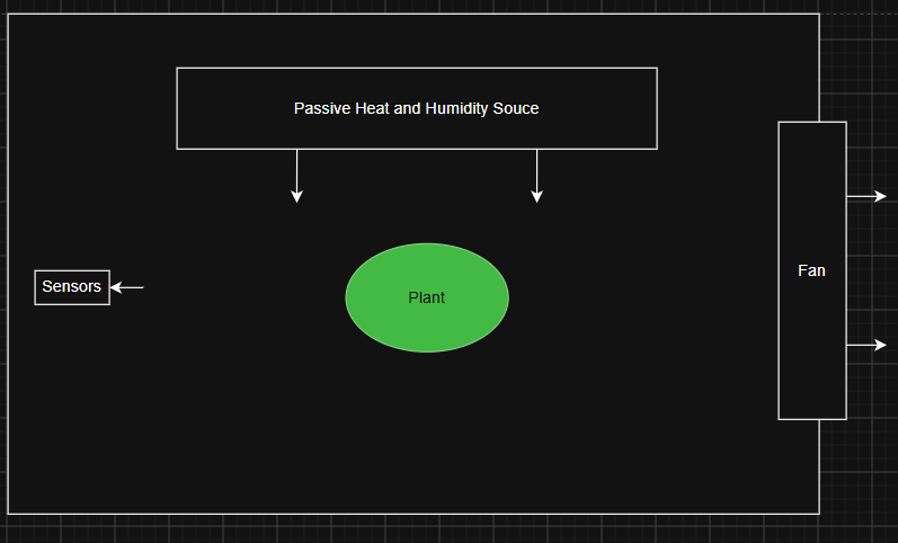 Passive Heat and Humidity Souce
Sensors
Plant
Fan